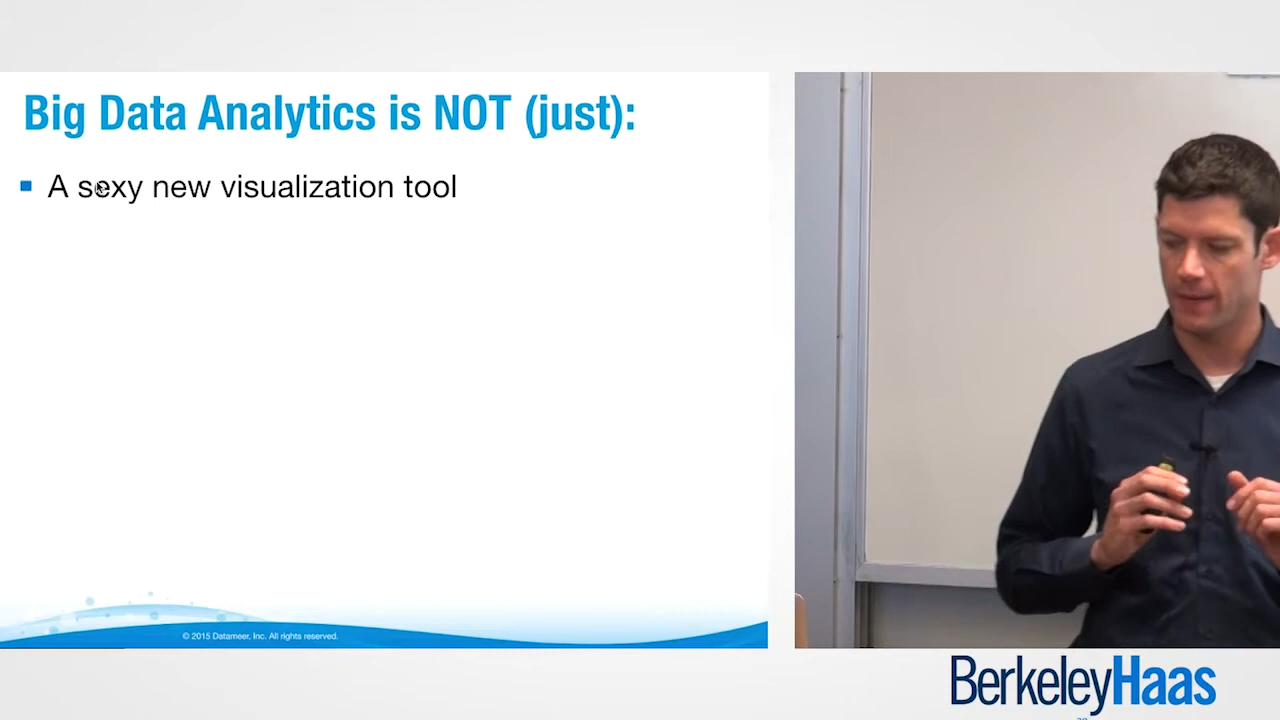 Big Data Analytics is NOT (just):
A sexy new visualization tool
© 2015 Datameer, Inc. All rights reserved.
BerkeleyHaas